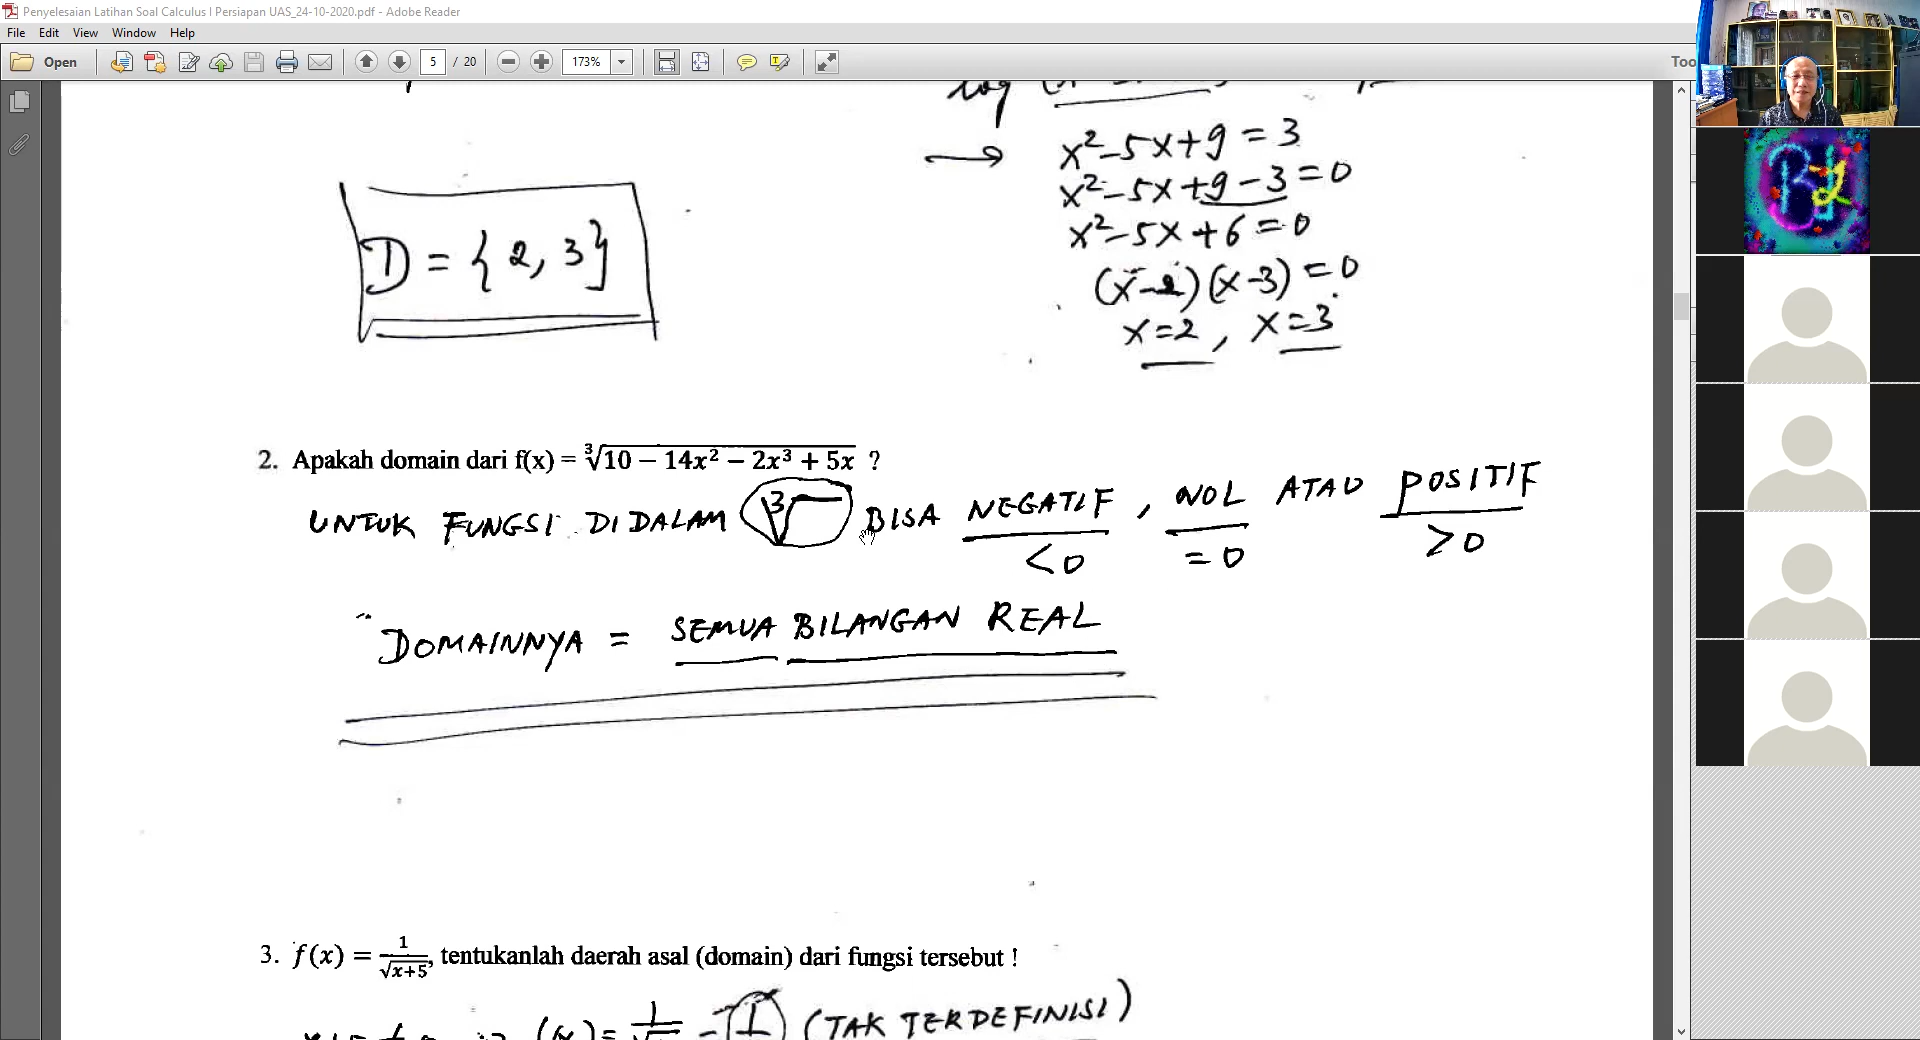 Penyelesaian Latihan Soal Calculus I Persiapan UAS_24-10-2020.pdf - Adobe Reader
File Edit View Window Help
Open 5 / 20 173% Too
log
x²-5x+9=3
x²-5x+9-3=0
x²-5x+6=0
(x-2)(x-3)=0
x=2, x=3
D = {2, 3}
2. Apakah domain dari f(x) = ∛(10 − 14x² − 2x³ + 5x) ?
UNTUK FUNGSI DIDALAM ∛ BISA NEGATIF, NOL ATAU POSITIF
<0 =0 >0
DOMAINNYA = SEMUA BILANGAN REAL
3. f(x) = 1/√(x+5), tentukanlah daerah asal (domain) dari fungsi tersebut !
(TAK TERDEFINISI)